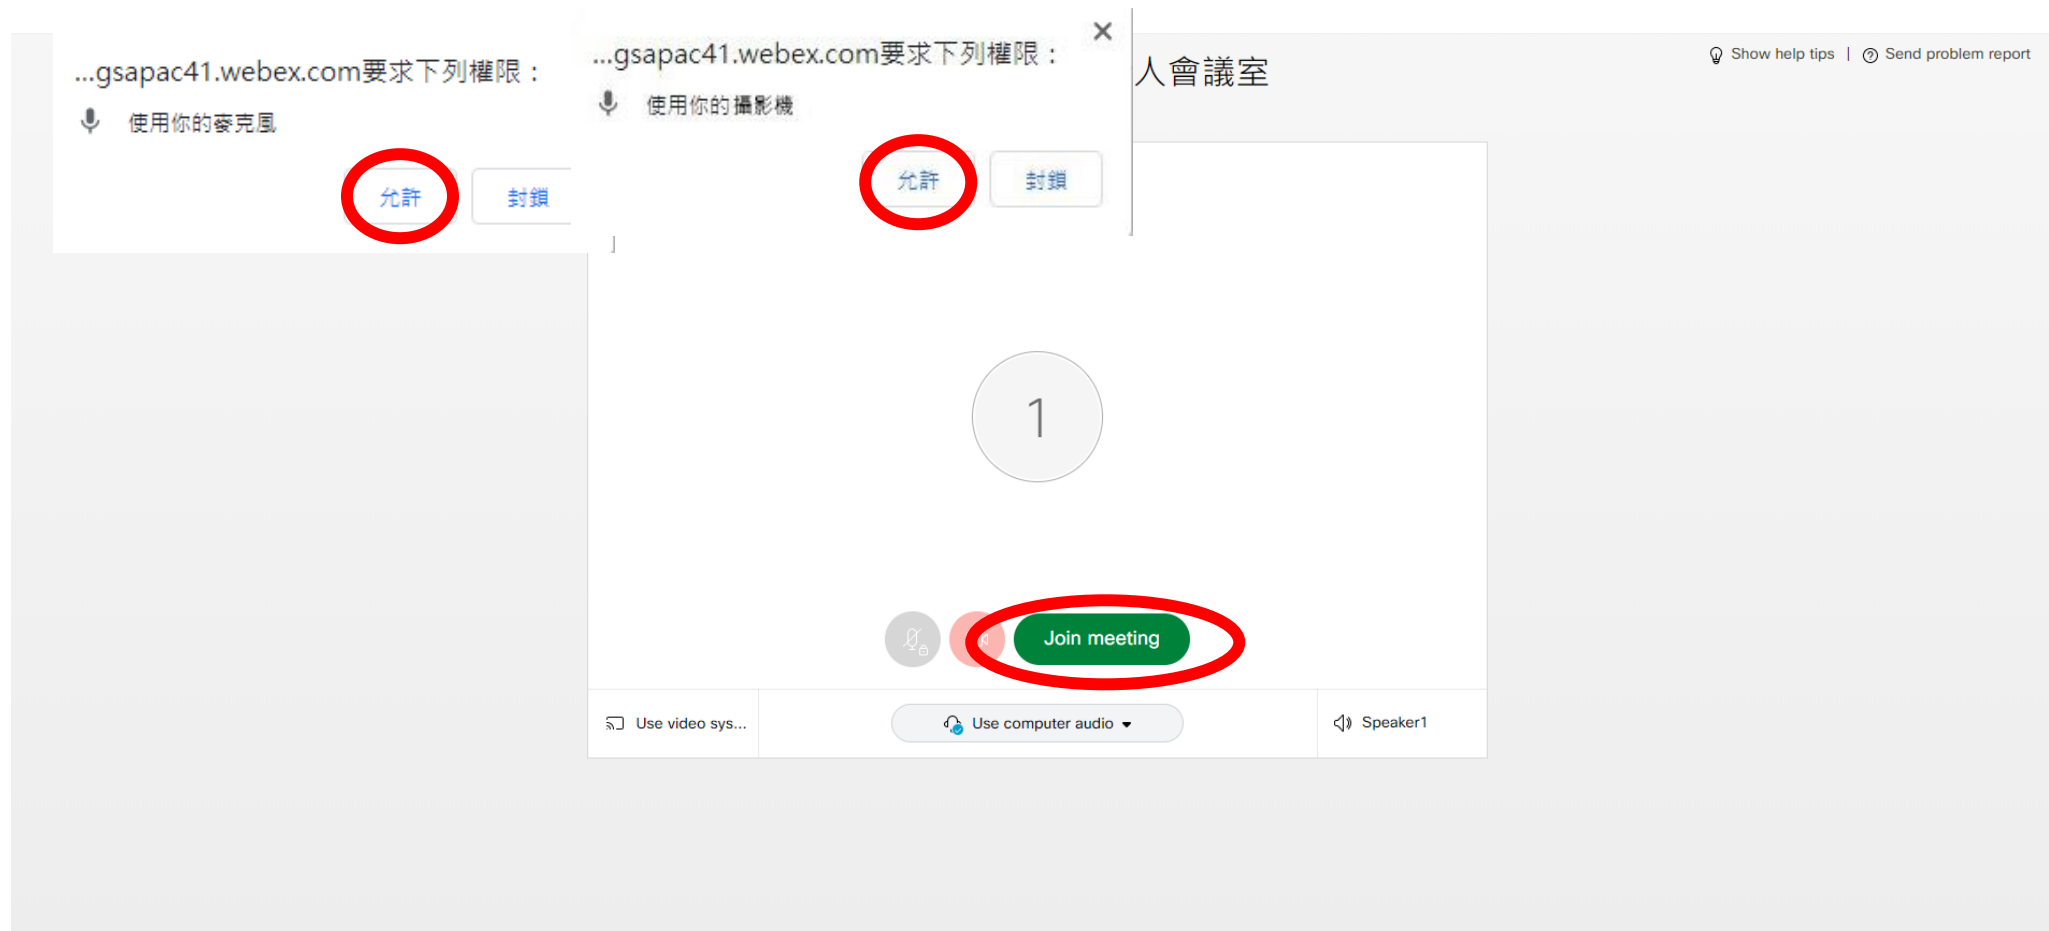 ...gsapac41.webex.com要求下列權限：
使用你的麥克風
允許
封鎖
...gsapac41.webex.com要求下列權限：
使用你的攝影機
允許
封鎖
人會議室
Show help tips | Send problem report
1
Join meeting
Use video sys...
Use computer audio
Speaker1